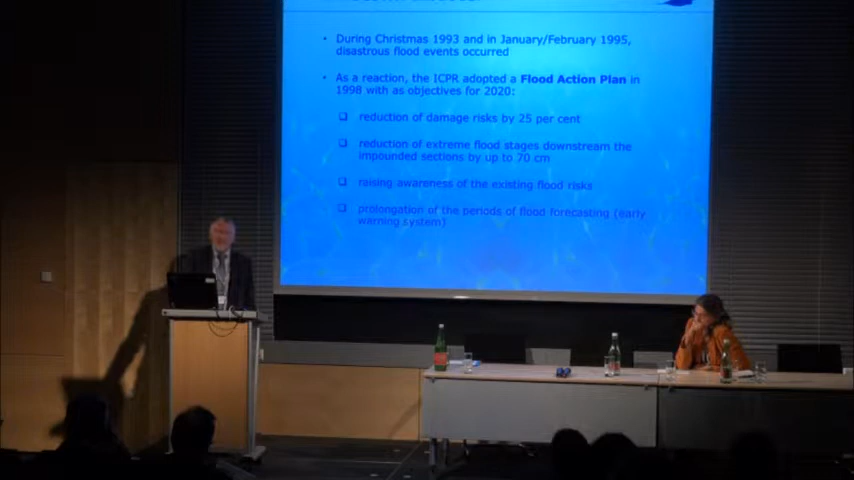 • During Christmas 1993 and in January/February 1995,
disastrous flood events occurred
• As a reaction, the ICPR adopted a Flood Action Plan in
1998 with as objectives for 2020:
❑ reduction of damage risks by 25 per cent
❑ reduction of extreme flood stages downstream the
impounded sections by up to 70 cm
❑ raising awareness of the existing flood risks
❑ prolongation of the periods of flood forecasting (early
warning system)